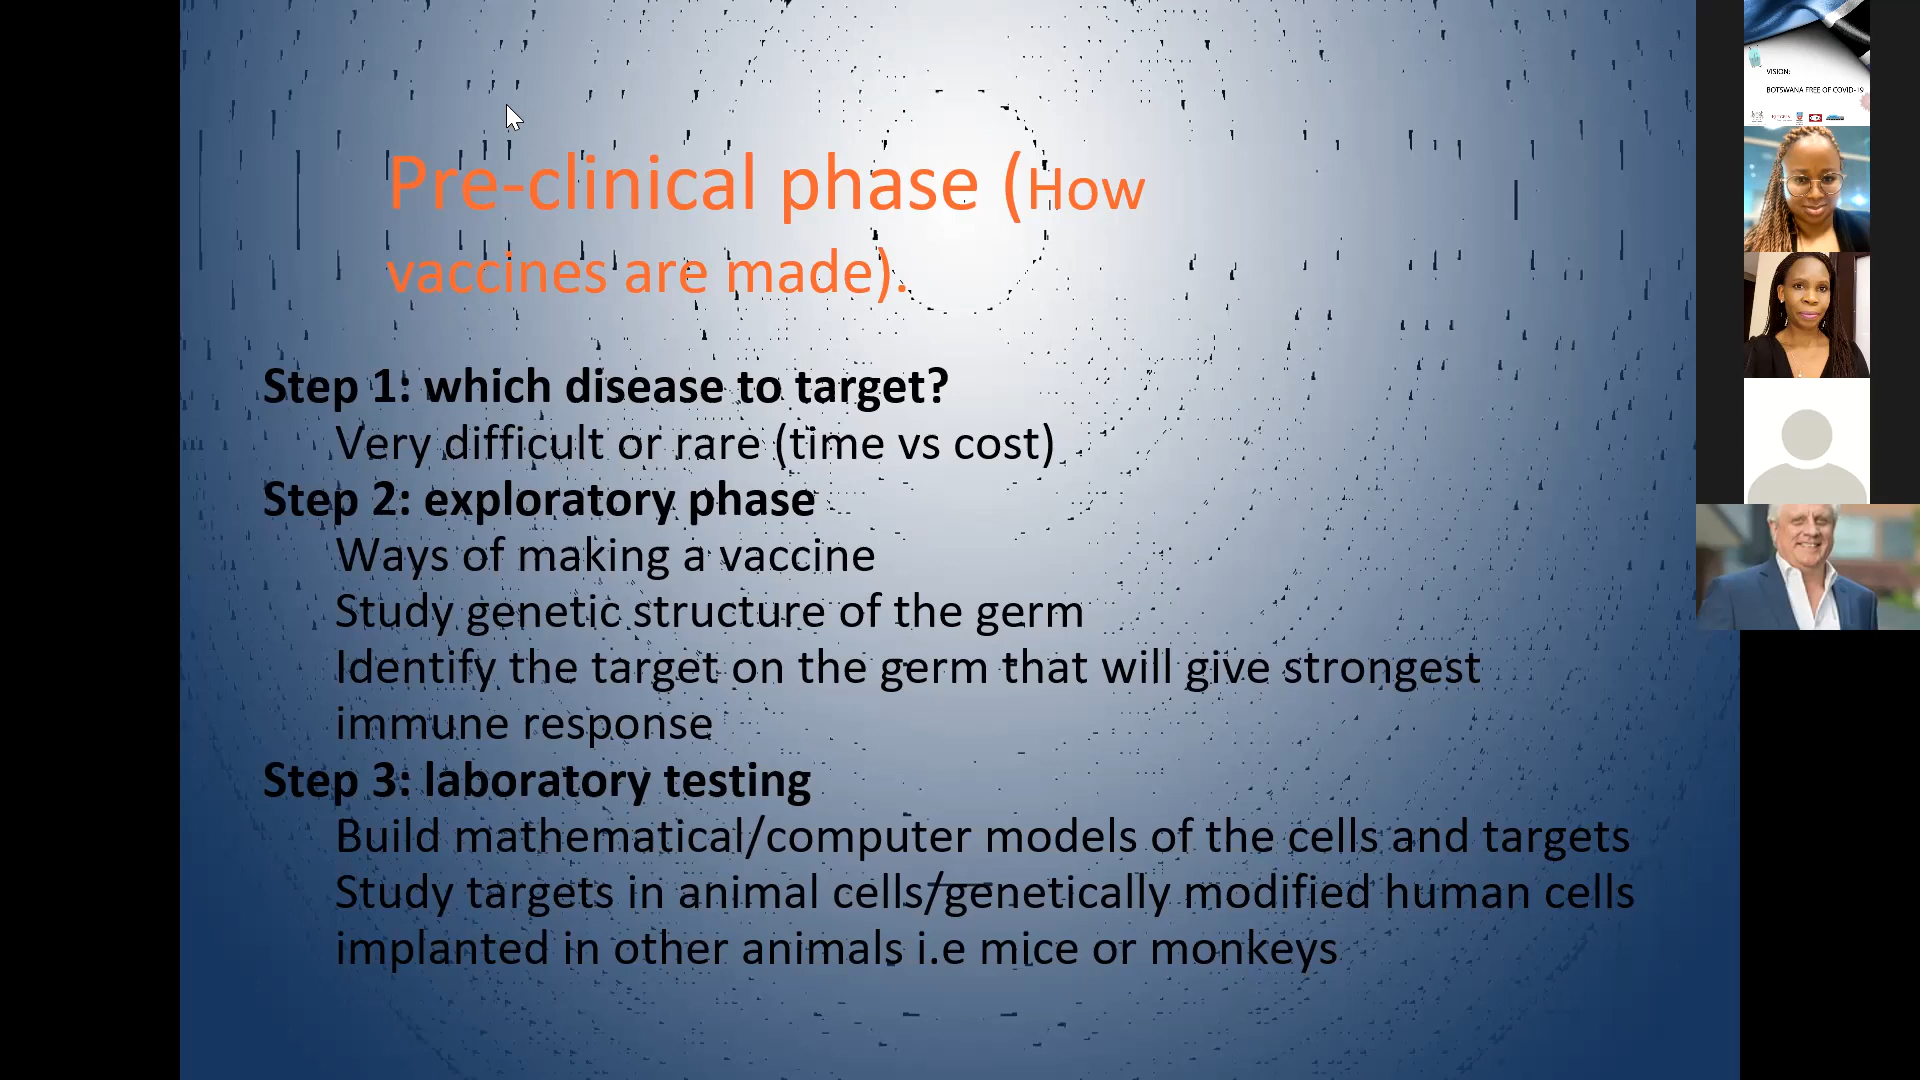 Pre-clinical phase (How
vaccines are made).
Step 1: which disease to target?
Very difficult or rare (time vs cost)
Step 2: exploratory phase
Ways of making a vaccine
Study genetic structure of the germ
Identify the target on the germ that will give strongest
immune response
Step 3: laboratory testing
Build mathematical/computer models of the cells and targets
Study targets in animal cells/genetically modified human cells
implanted in other animals i.e mice or monkeys
VISION:
BOTSWANA FREE OF COVID-19